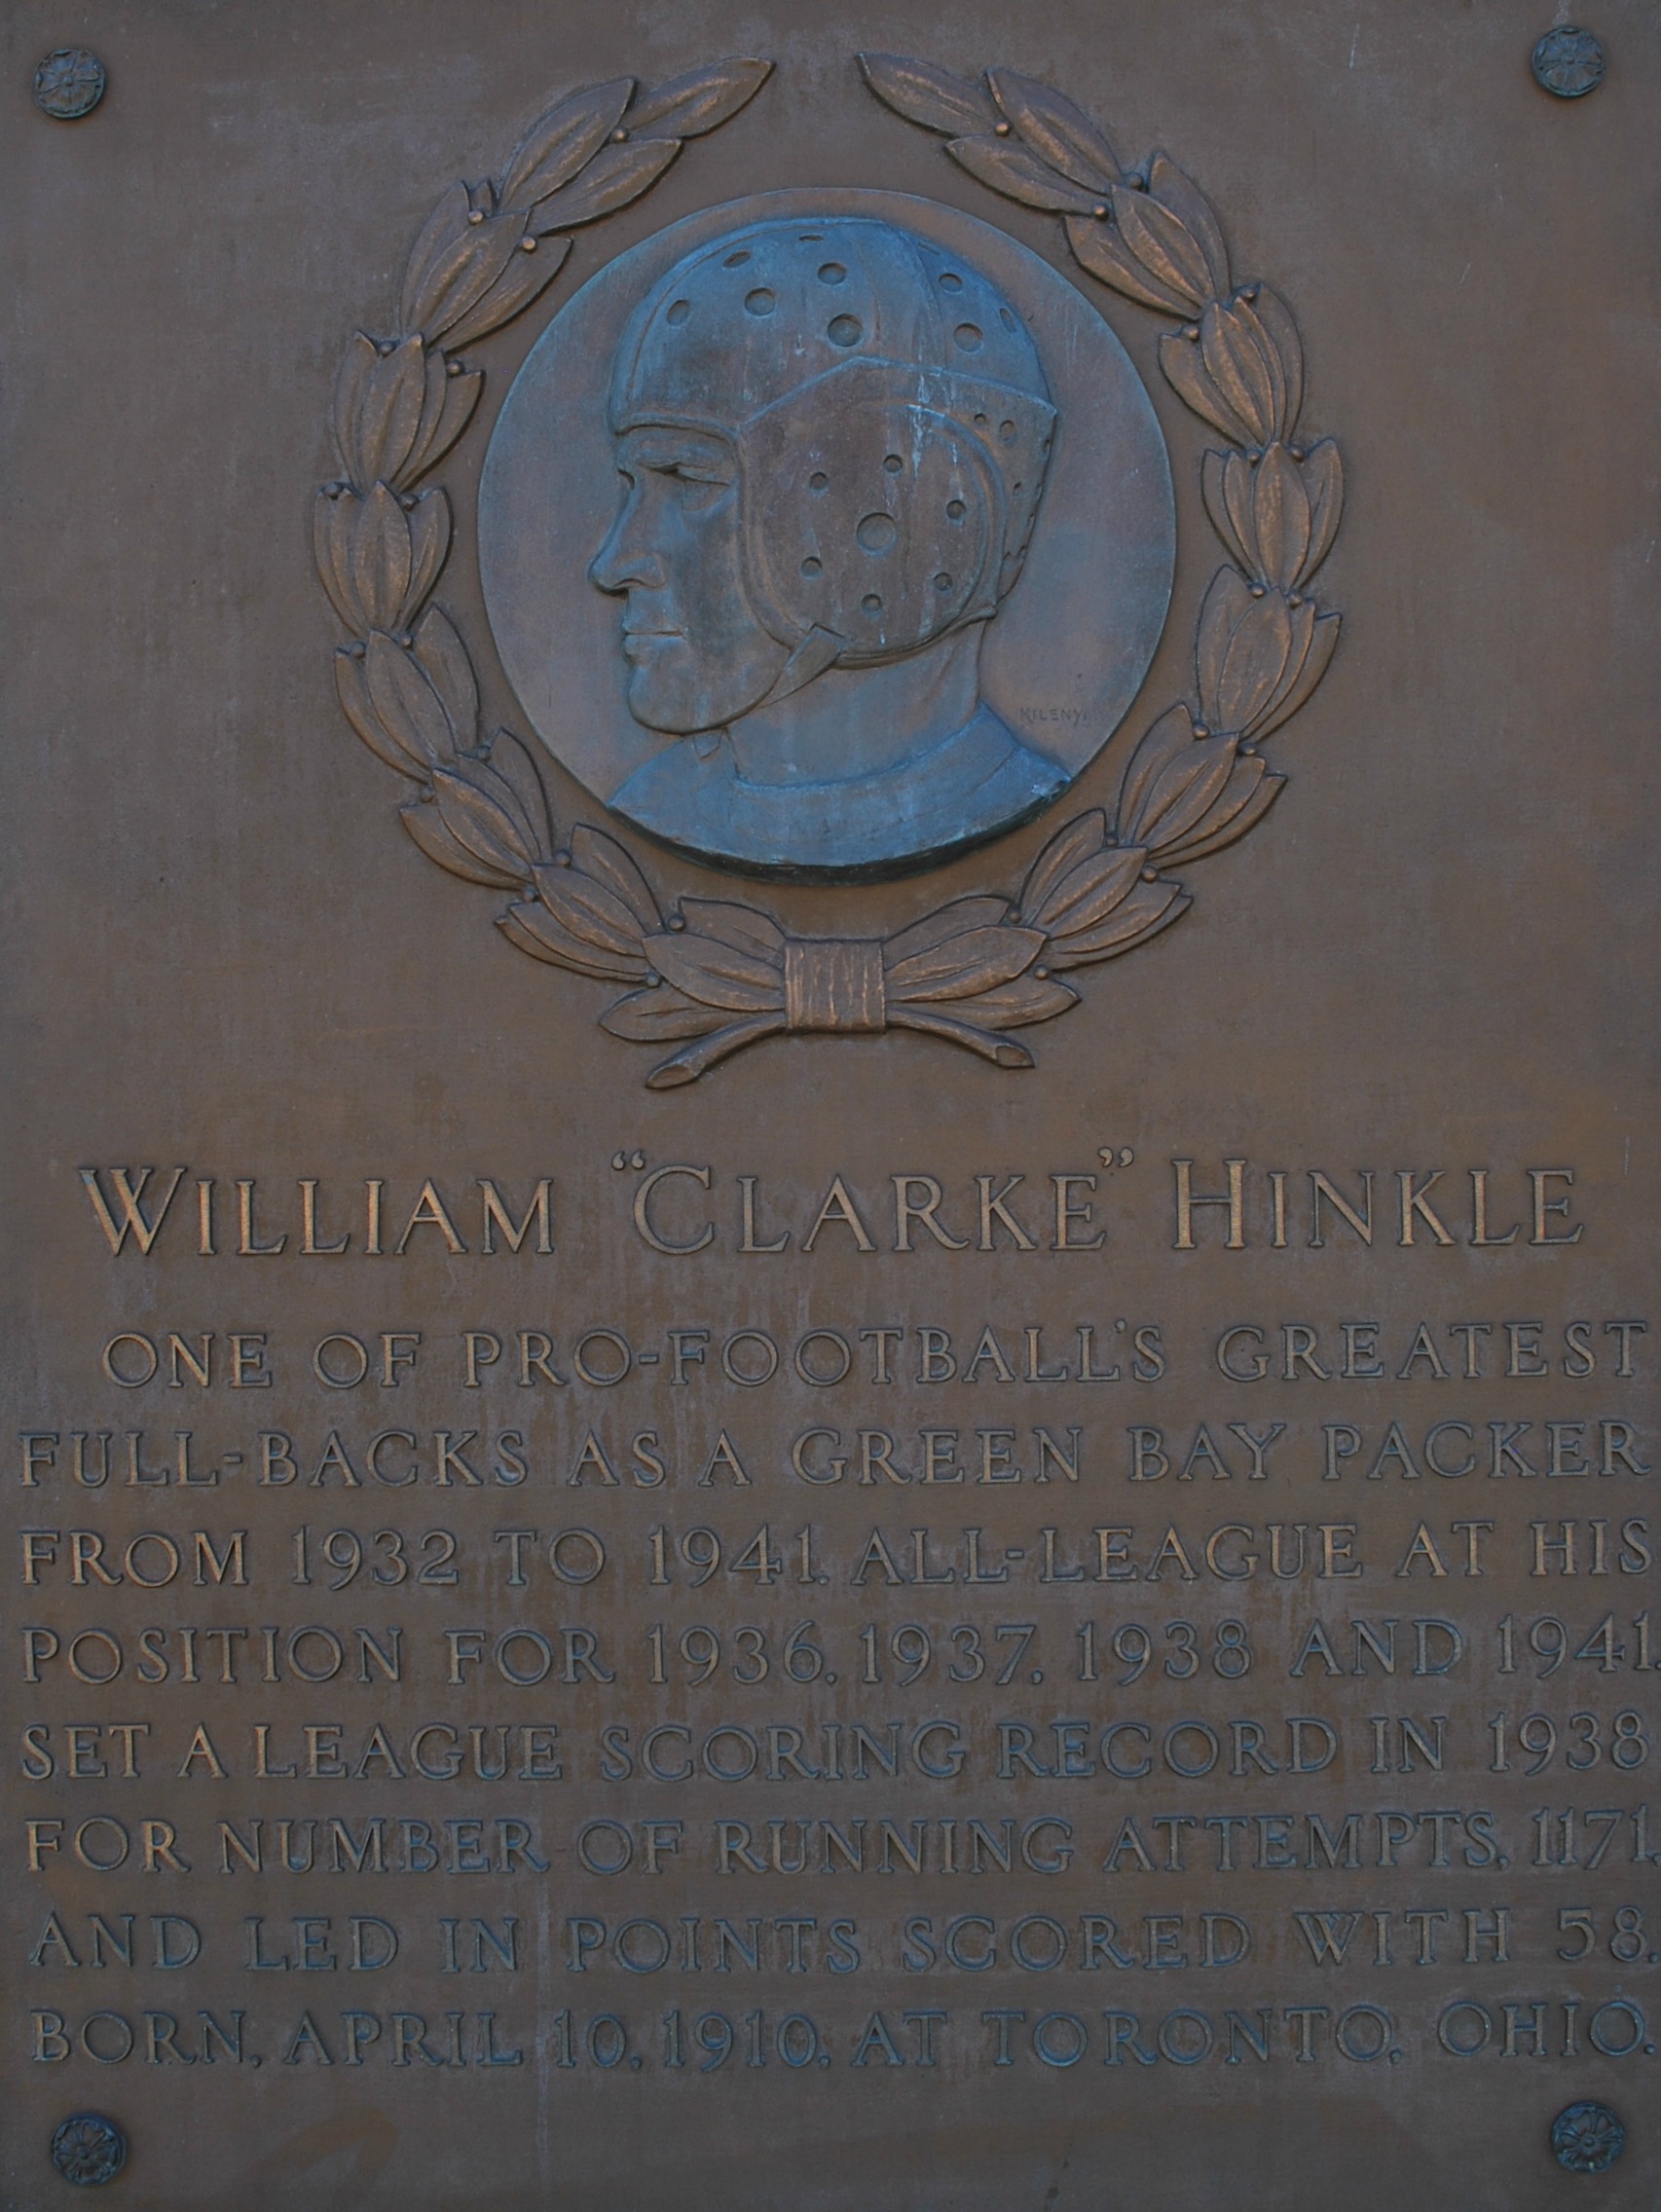 KILENYI
WILLIAM “CLARKE” HINKLE
ONE OF PRO-FOOTBALL'S GREATEST
FULL-BACKS AS A GREEN BAY PACKER
FROM 1932 TO 1941. ALL-LEAGUE AT HIS
POSITION FOR 1936, 1937, 1938 AND 1941.
SET A LEAGUE SCORING RECORD IN 1938
FOR NUMBER OF RUNNING ATTEMPTS, 1171,
AND LED IN POINTS SCORED WITH 58.
BORN, APRIL 10, 1910, AT TORONTO, OHIO.